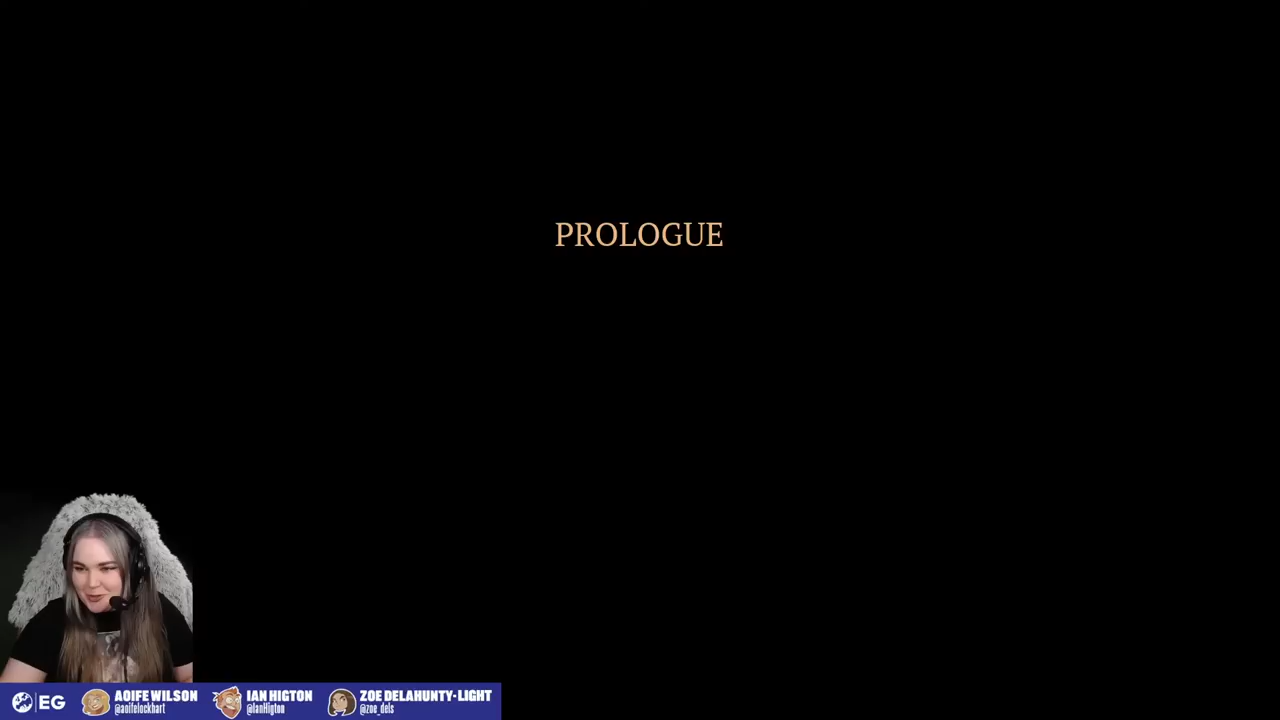 PROLOGUE
EG
AOIFE WILSON
@aoifelockhart
IAN HIGTON
@IanHigton
ZOE DELAHUNTY-LIGHT
@zoe_dels